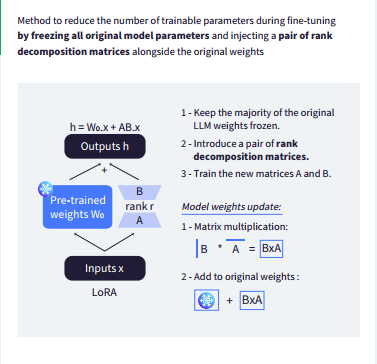 Method to reduce the number of trainable parameters during fine-tuning
by freezing all original model parameters and injecting a pair of rank
decomposition matrices alongside the original weights
h = W₀.x + AB.x
Outputs h
+
Pre-trained
weights W₀
B
rank r
A
Inputs x
LoRA
1 - Keep the majority of the original
LLM weights frozen.
2 - Introduce a pair of rank
decomposition matrices.
3 - Train the new matrices A and B.
Model weights update:
1 - Matrix multiplication:
B * A = BxA
2 - Add to original weights :
+ BxA